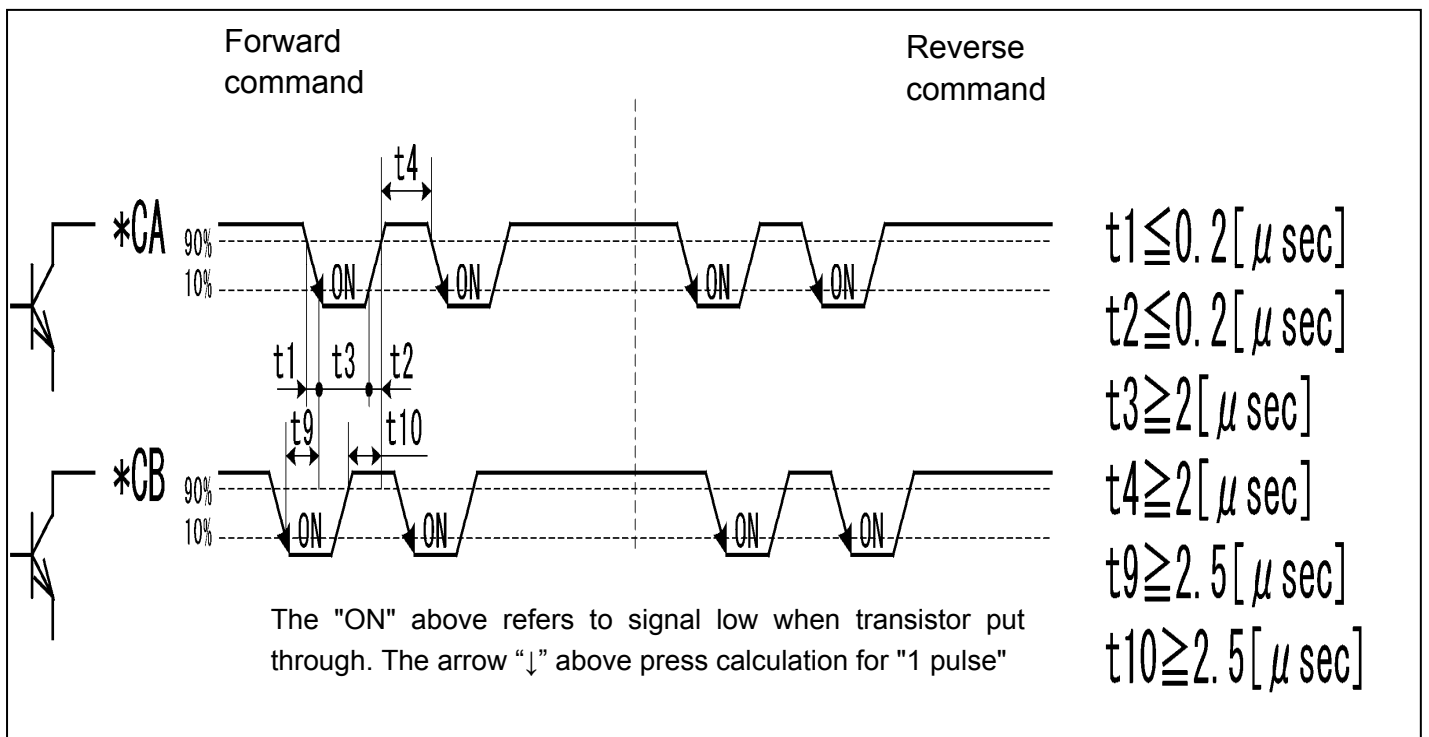 Forward
command
Reverse
command
t4
*CA
90%
10%
ON
ON
ON
ON
t1
t3
t2
t9
t10
*CB
90%
10%
ON
ON
ON
ON
t1≦0.2[μsec]
t2≦0.2[μsec]
t3≧2[μsec]
t4≧2[μsec]
t9≧2.5[μsec]
t10≧2.5[μsec]
The "ON" above refers to signal low when transistor put
through. The arrow “↓” above press calculation for "1 pulse"